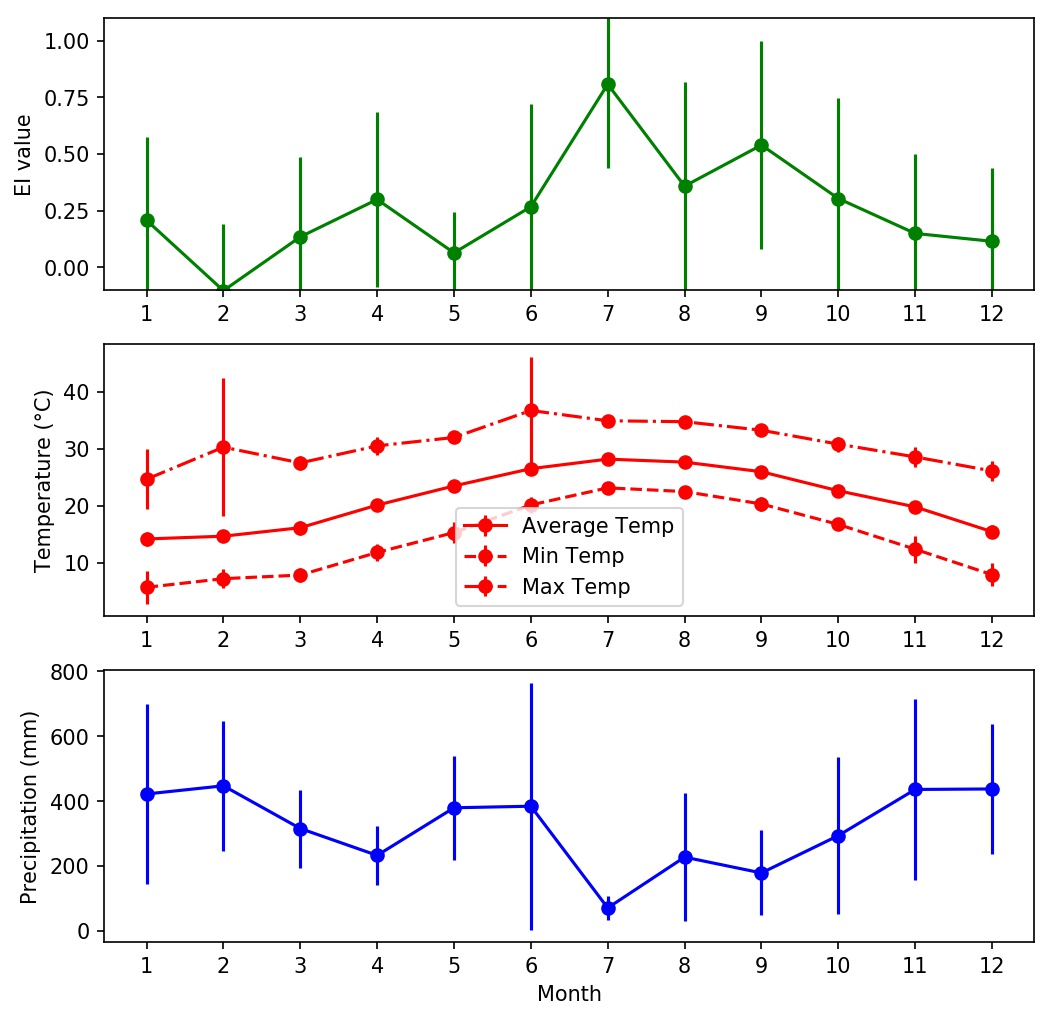 EI value
1.00
0.75
0.50
0.25
0.00
1 2 3 4 5 6 7 8 9 10 11 12
Temperature (°C)
40
30
20
10
Average Temp
Min Temp
Max Temp
1 2 3 4 5 6 7 8 9 10 11 12
Precipitation (mm)
800
600
400
200
0
1 2 3 4 5 6 7 8 9 10 11 12
Month